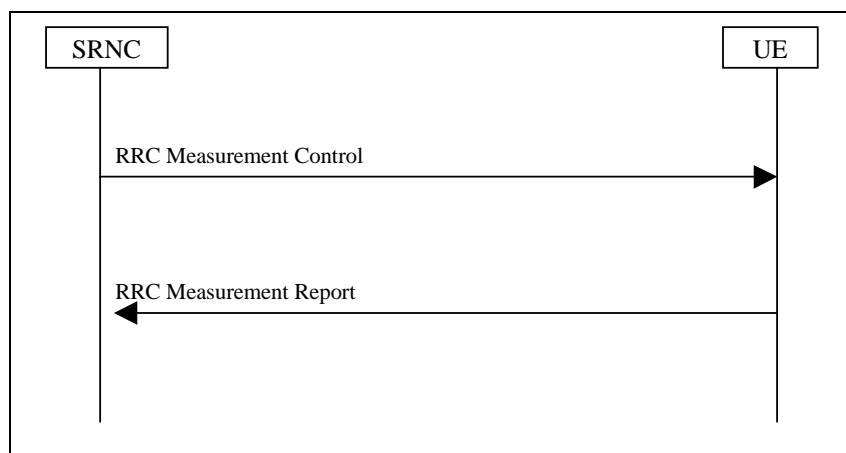 SRNC
UE
RRC Measurement Control
RRC Measurement Report